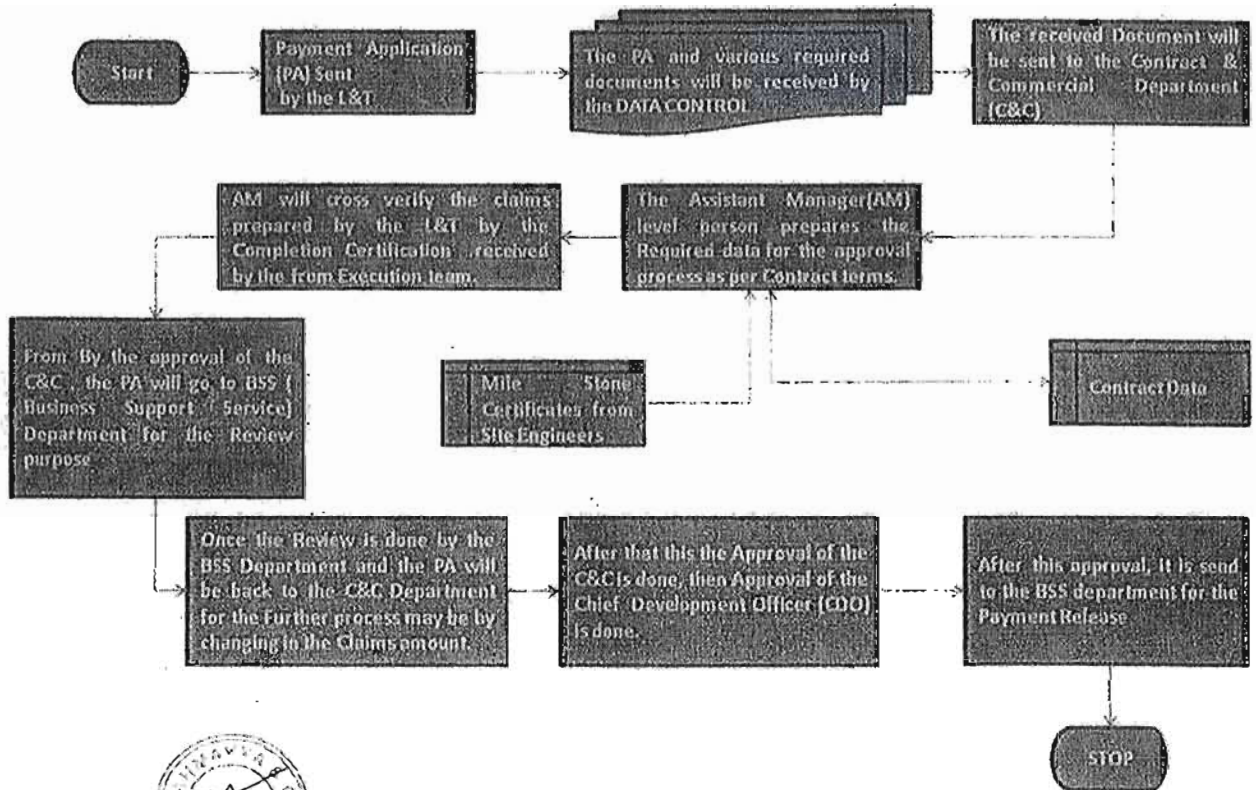 Start
Payment Application
(PA) Sent
by the L&T
The PA and various required
documents will be received by
the DATA CONTROL
The received Document will
be sent to the Contract &
Commercial Department
(C&C)
AM will cross verify the claims
prepared by the L&T by the
Completion Certification .received
by the from Execution team.
The Assistant Manager(AM)
level person prepares the
Required data for the approval
process as per Contract terms.
From By the approval of the
C&C , the PA will go to BSS (
Business Support Service)
Department for the Review
purpose
Mile Stone
Certificates from
Site Engineers
Contract Data
Once the Review is done by the
BSS Department and the PA will
be back to the C&C Department
for the Further process may be by
changing in the Claims amount.
After that this the Approval of the
C&C is done, then Approval of the
Chief Development Officer (CDO)
is done.
After this approval, it is send
to the BSS department for the
Payment Release
STOP